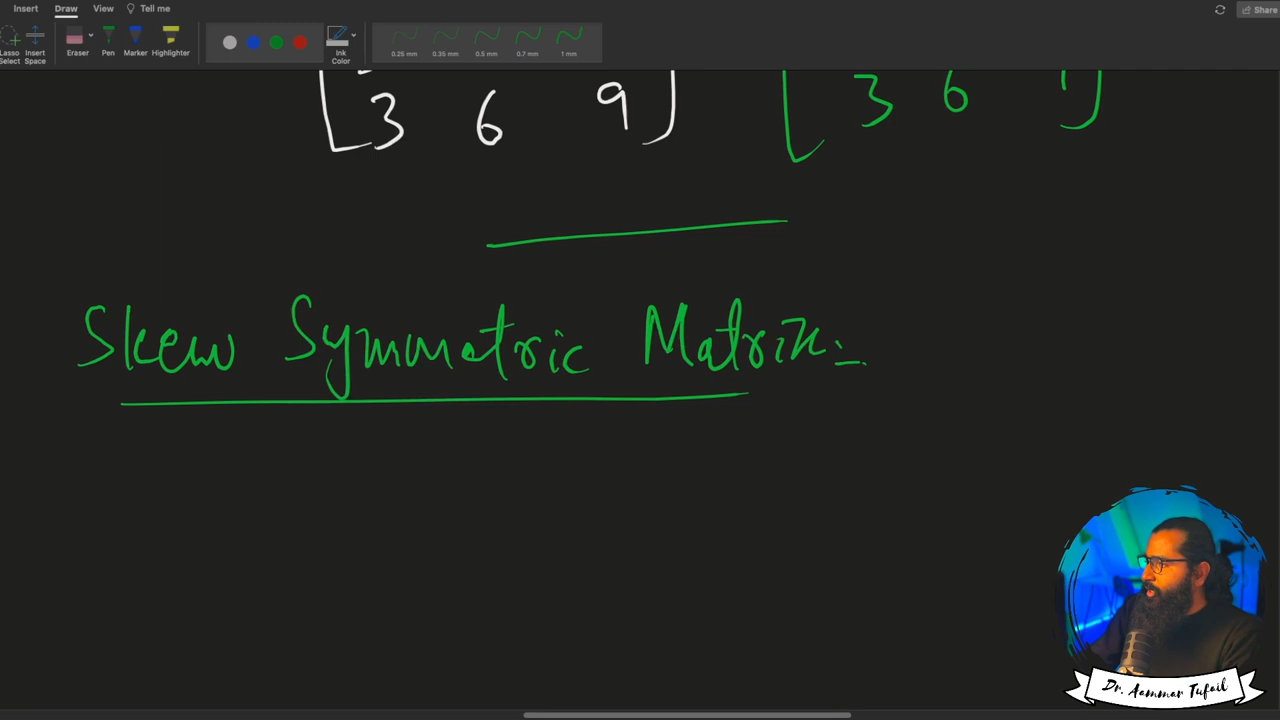 Insert Draw View Tell me Share
Lasso Select Insert Space Eraser Pen Marker Highlighter Ink Color 0.25 mm 0.35 mm 0.5 mm 0.7 mm 1 mm
3 6 9 3 6
Skew Symmetric Matrix:-
Dr. Aammar Tufail